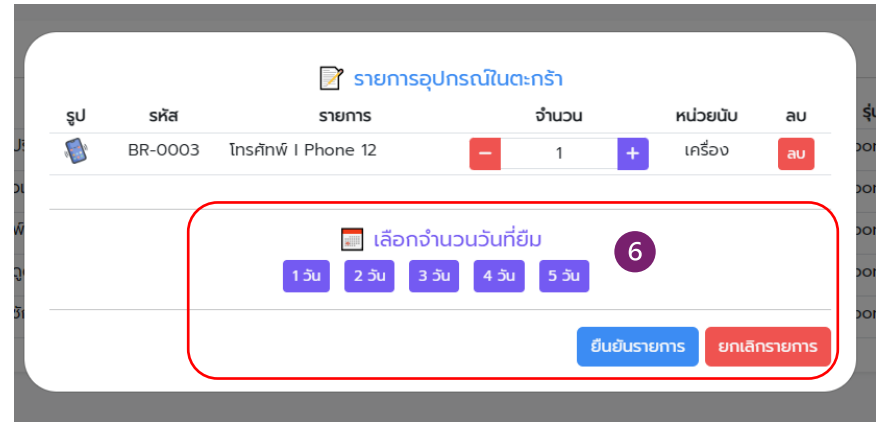 รายการอุปกรณ์ในตะกร้า
รูป รหัส รายการ จำนวน หน่วยนับ ลบ
BR-0003 โทรศัทพ์ I Phone 12 − 1 + เครื่อง ลบ
เลือกจำนวนวันที่ยืม
6
1 วัน 2 วัน 3 วัน 4 วัน 5 วัน
ยืนยันรายการ ยกเลิกรายการ